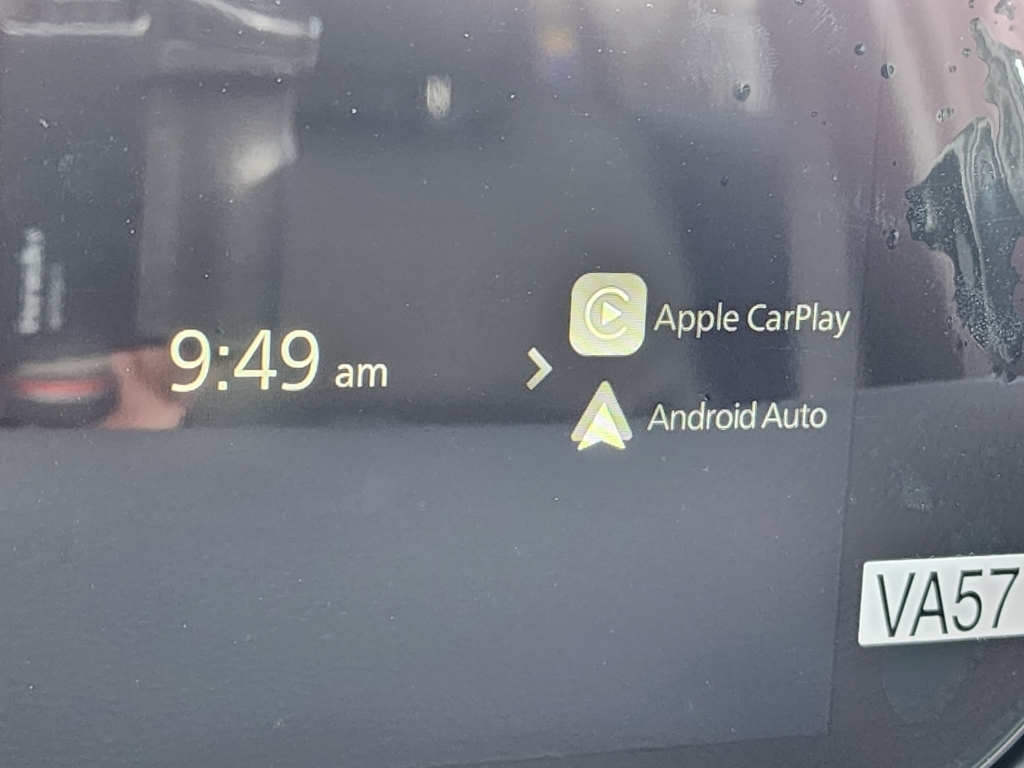 9:49 am
Apple CarPlay
Android Auto
VA57